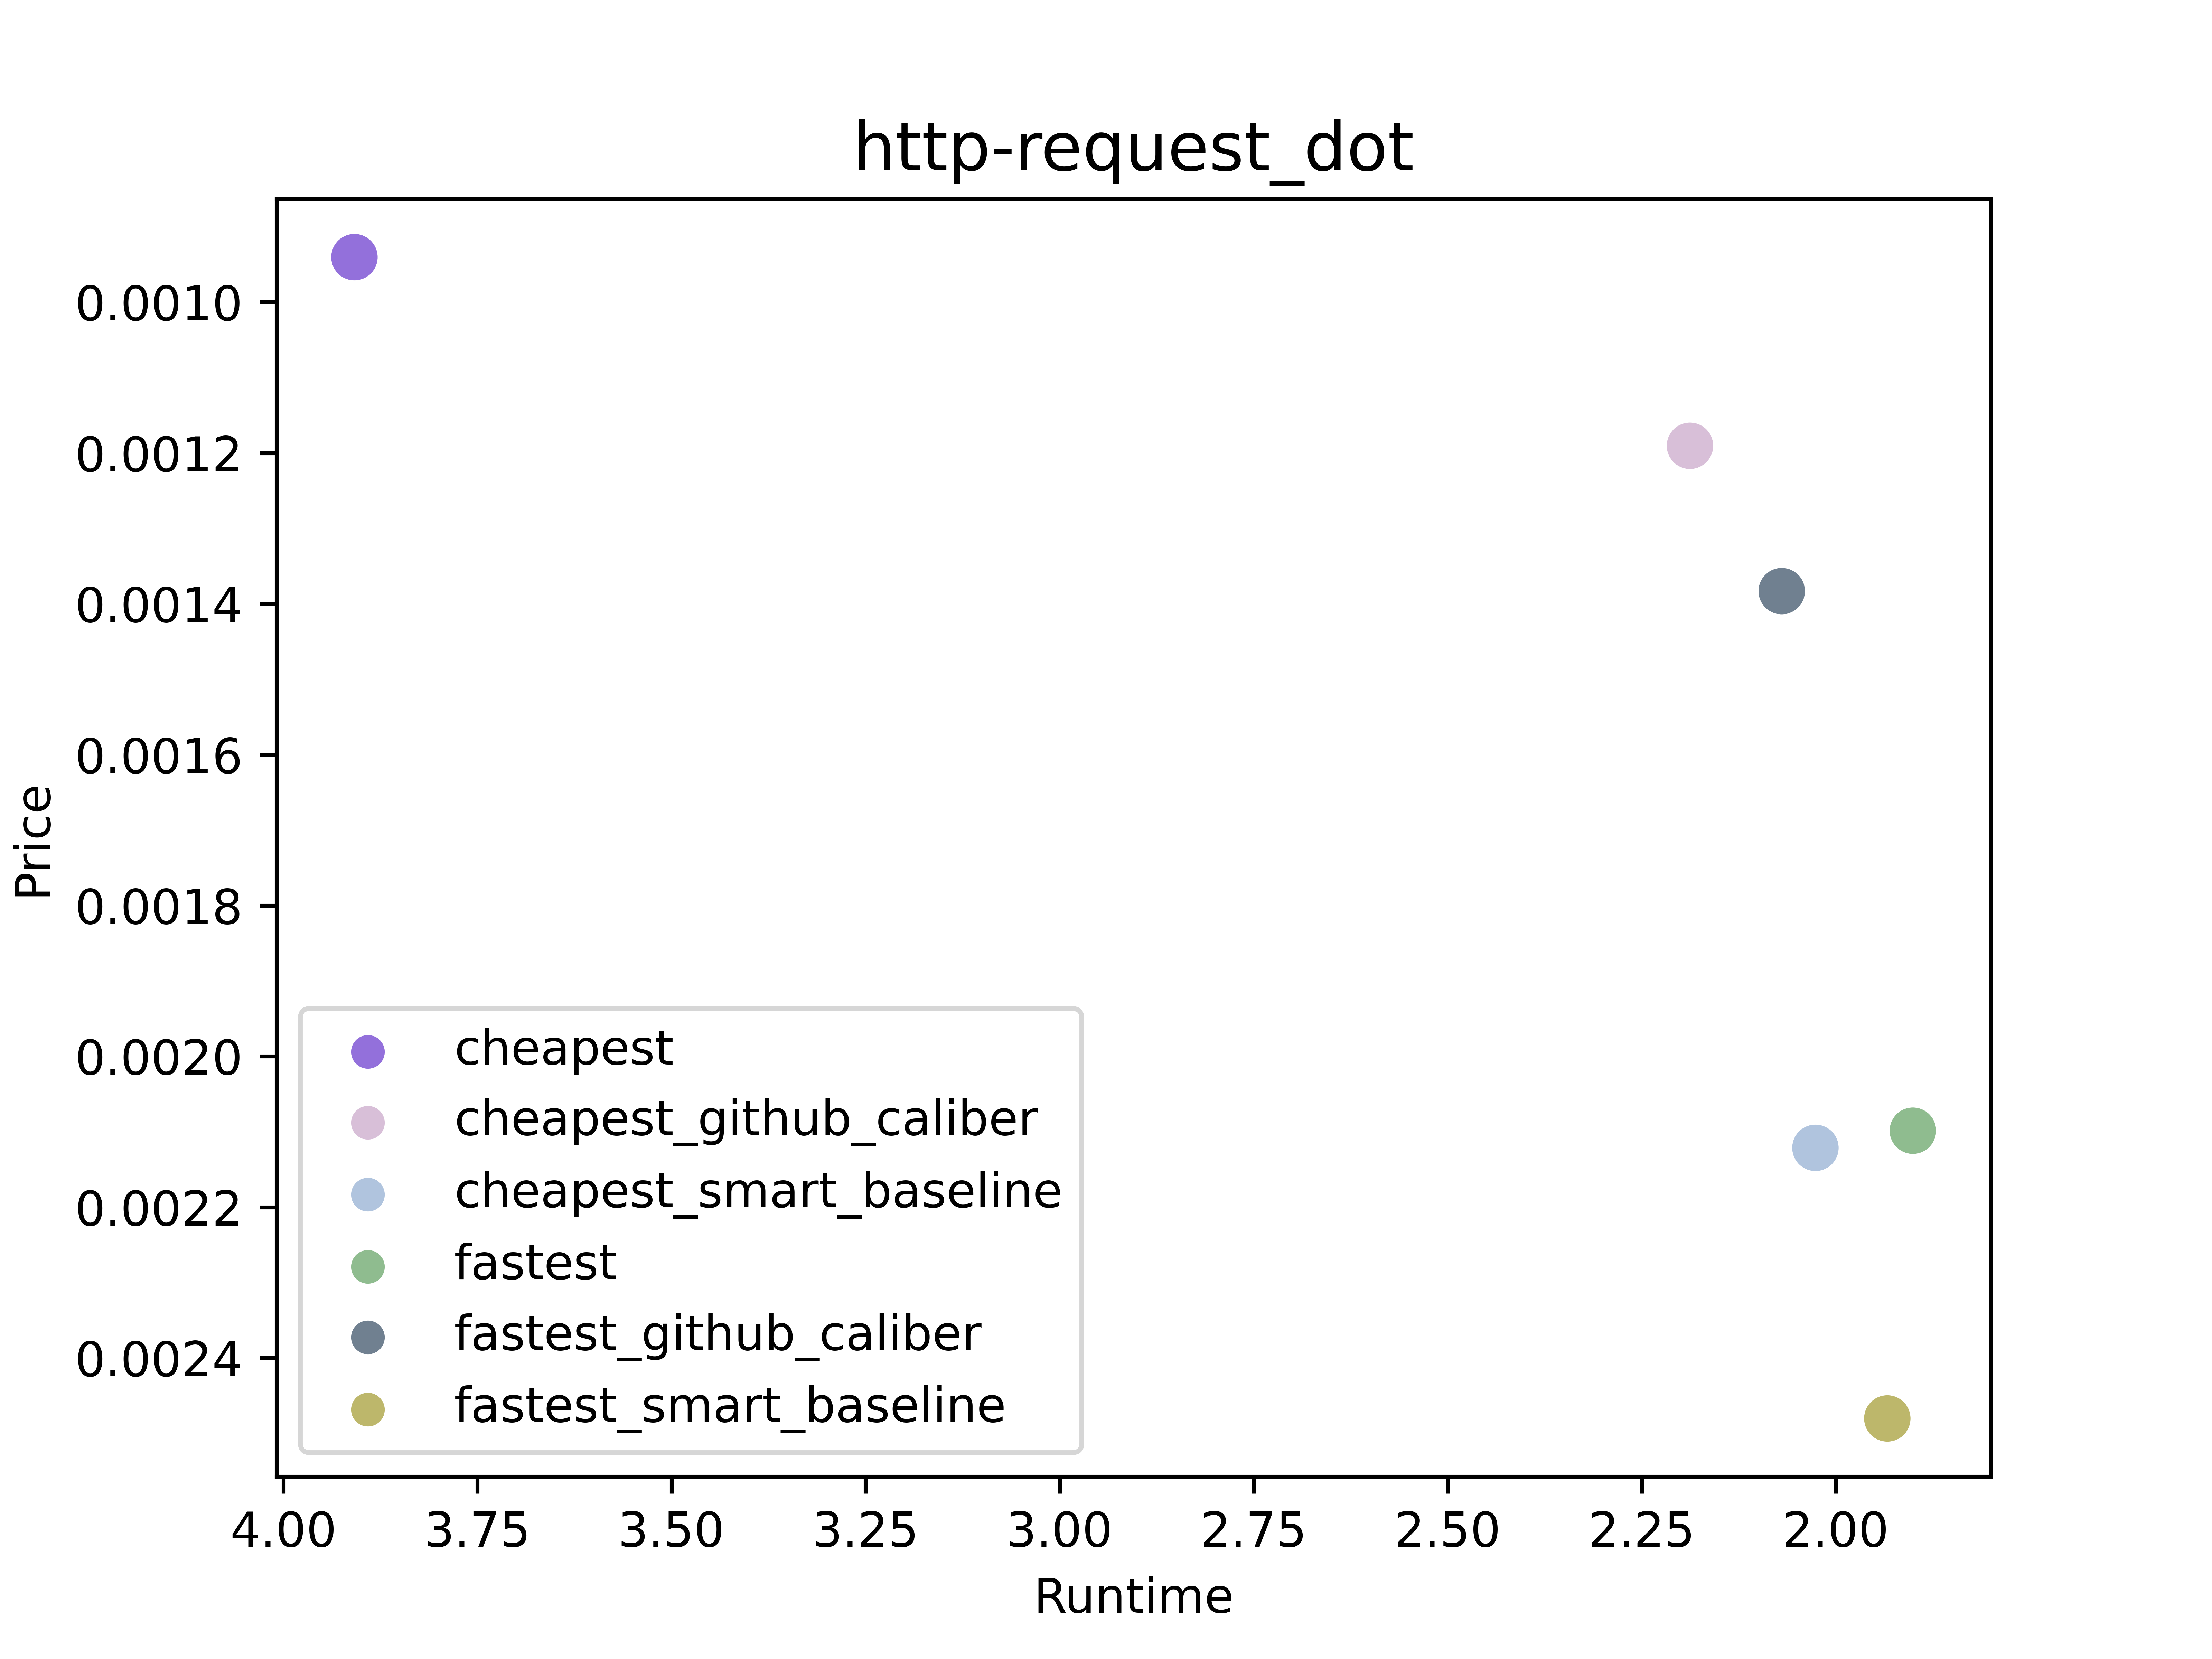 http-request_dot
Price
0.0010
0.0012
0.0014
0.0016
0.0018
0.0020
0.0022
0.0024
cheapest
cheapest_github_caliber
cheapest_smart_baseline
fastest
fastest_github_caliber
fastest_smart_baseline
4.00 3.75 3.50 3.25 3.00 2.75 2.50 2.25 2.00
Runtime